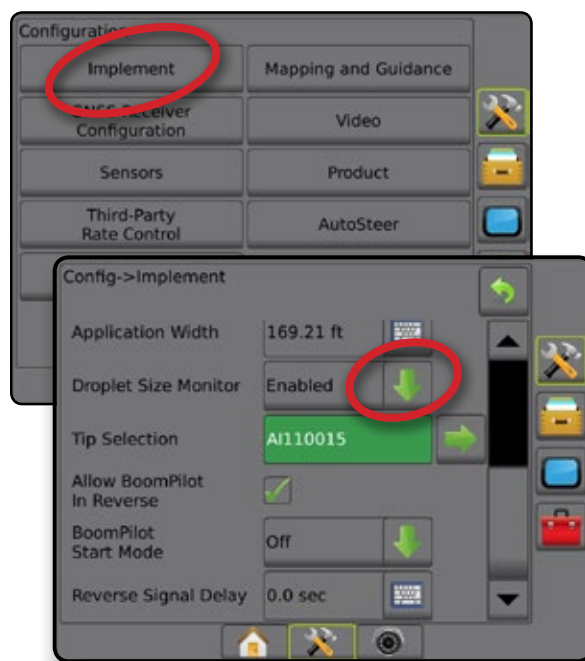 Configuration
Implement
Mapping and Guidance
GNSS Receiver
Configuration
Video
Sensors
Product
Third-Party
Rate Control
AutoSteer
Config->Implement
Application Width
169.21 ft
Droplet Size Monitor
Enabled
Tip Selection
AI110015
Allow BoomPilot
In Reverse
BoomPilot
Start Mode
Off
Reverse Signal Delay
0.0 sec